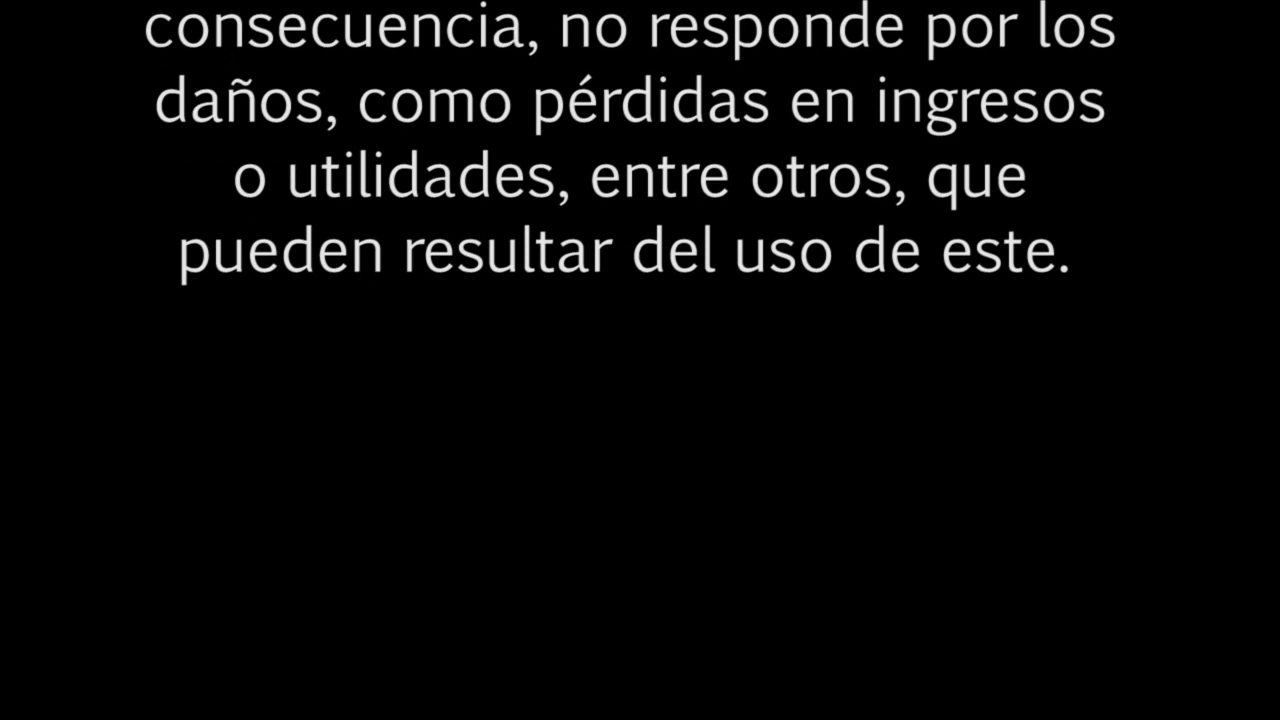 consecuencia, no responde por los
daños, como pérdidas en ingresos
o utilidades, entre otros, que
pueden resultar del uso de este.